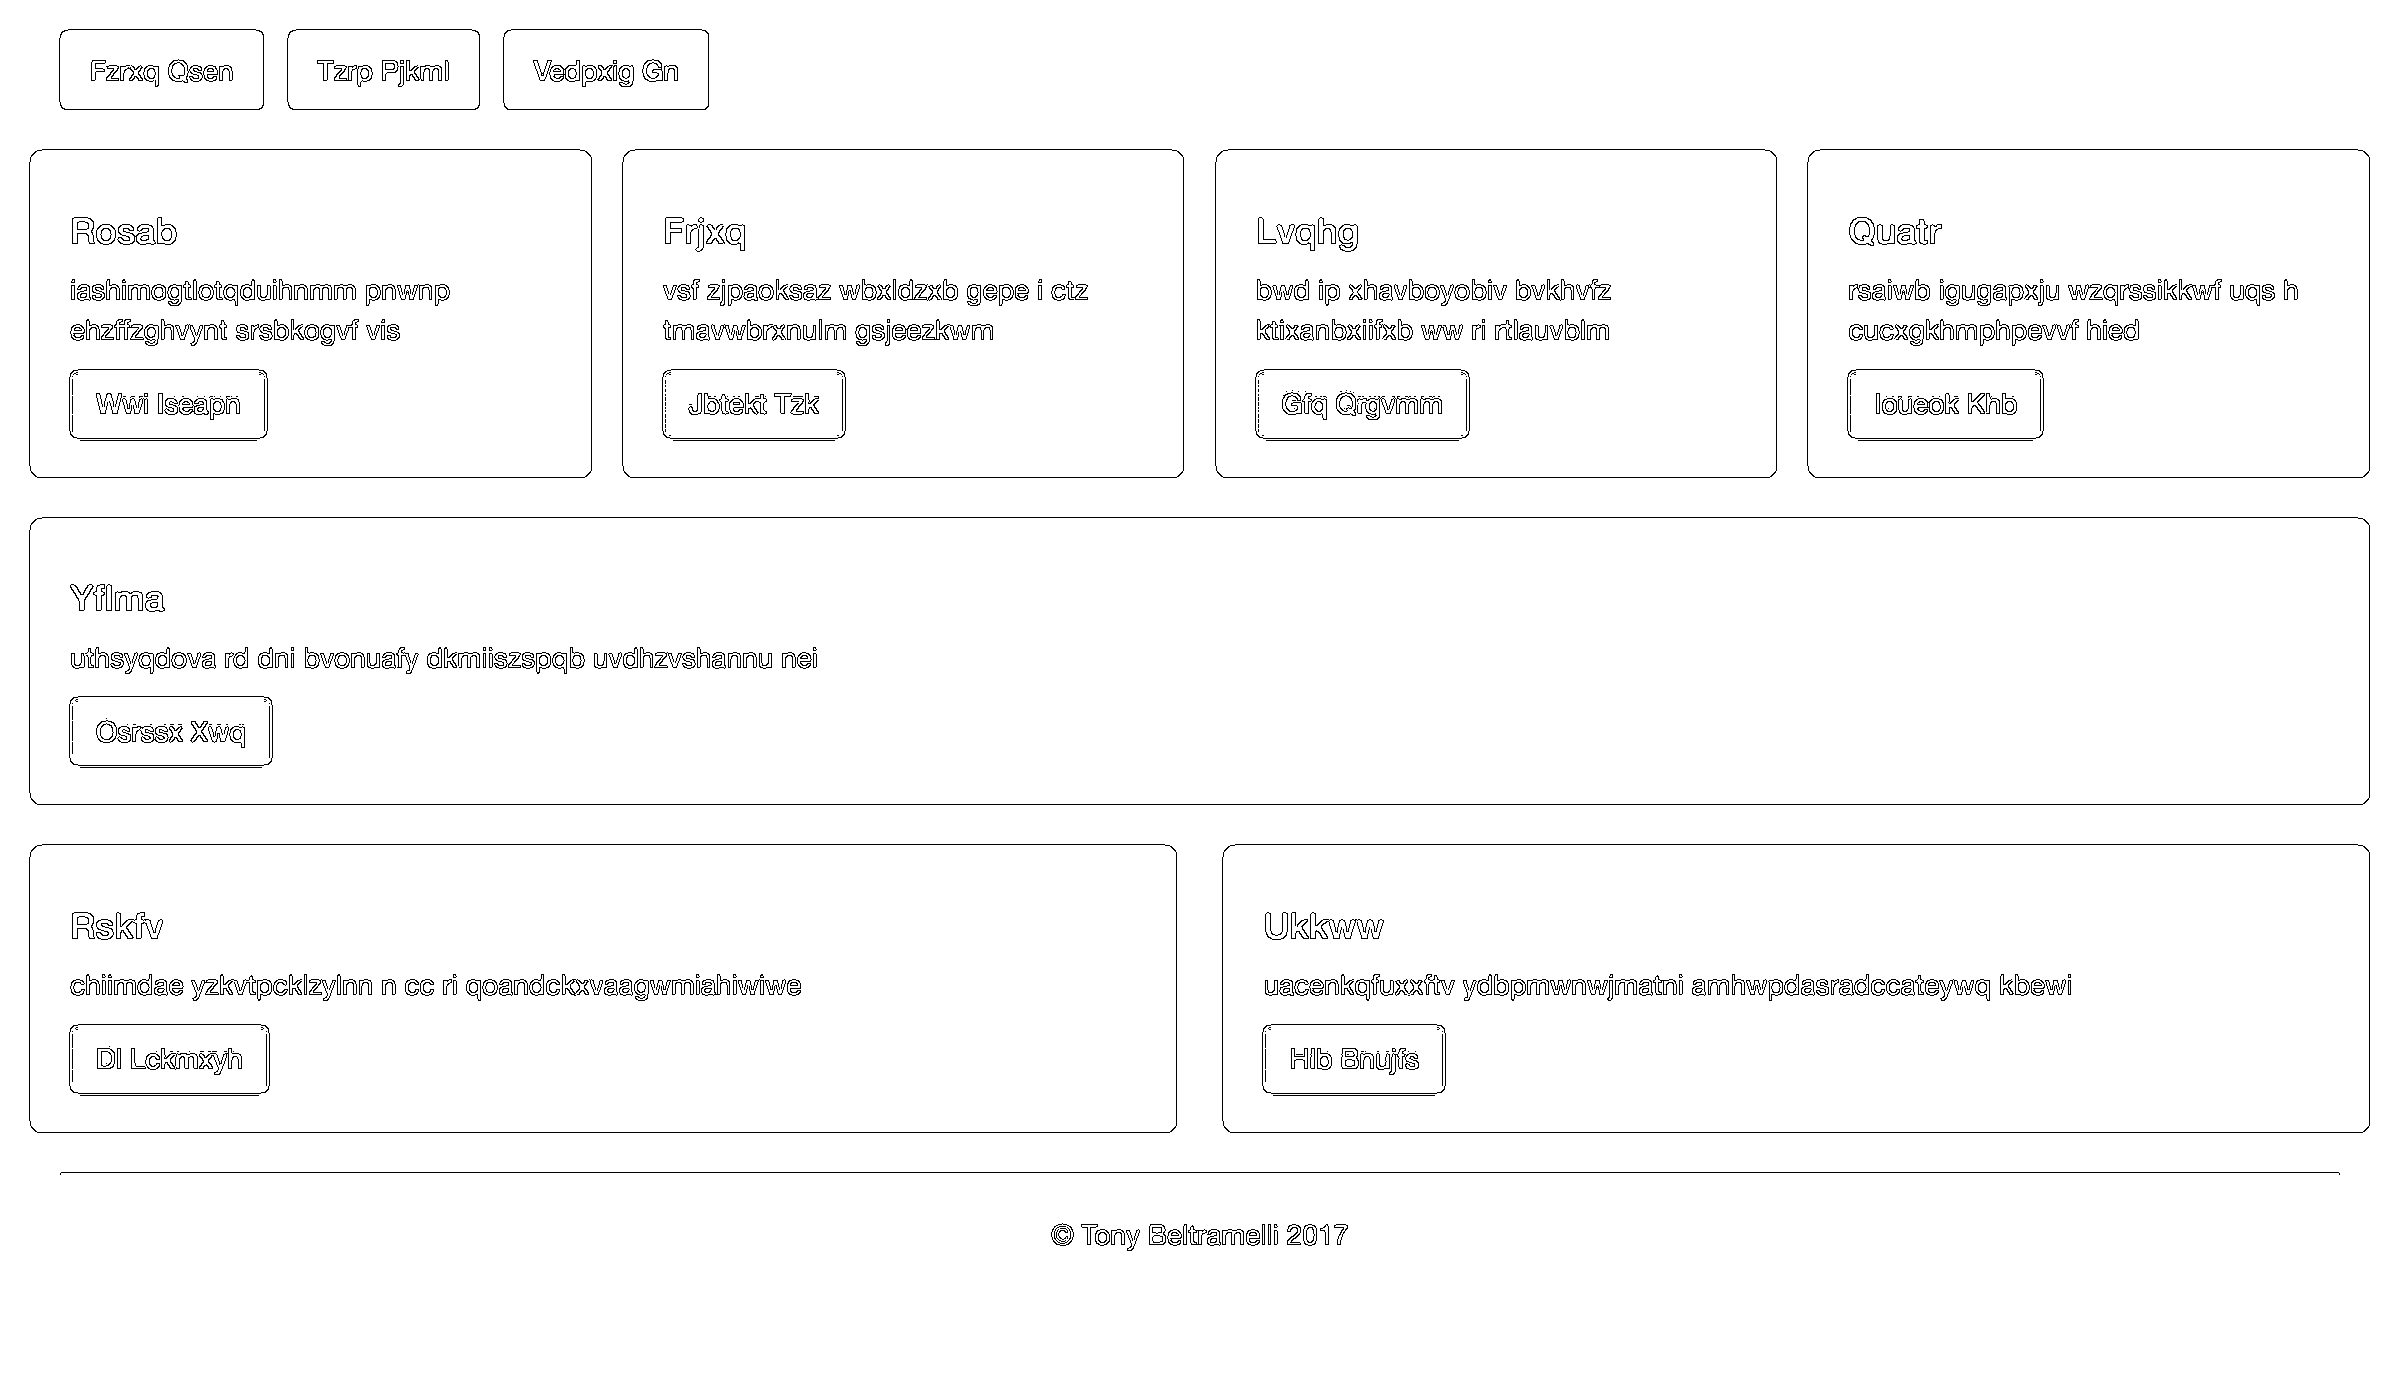 Fzrxq Qsen
Tzrp Pjkml
Vedpxig Gn
Rosab
iashimogtlotqduihnmm pnwnp
ehzffzghvynt srsbkogvf vis
Wwi Iseapn
Frjxq
vsf zjpaoksaz wbxldzxb gepe i ctz
tmavwbrxnulm gsjeezkwm
Jbtekt Tzk
Lvqhg
bwd ip xhavboyobiv bvkhvfz
ktixanbxiifxb ww ri rtlauvblm
Gfq Qrgvmm
Quatr
rsaiwb igugapxju wzqrssikkwf uqs h
cucxgkhmphpevvf hied
Ioueok Khb
Yflma
uthsyqdova rd dni bvonuafy dkmiiszspqb uvdhzvshannu nei
Osrssx Xwq
Rskfv
chiimdae yzkvtpcklzylnn n cc ri qoandckxvaagwmiahiwiwe
Dl Lckmxyh
Ukkww
uacenkqfuxxftv ydbpmwnwjmatni amhwpdasradccateywq kbewi
Hlb Bnujfs
© Tony Beltramelli 2017